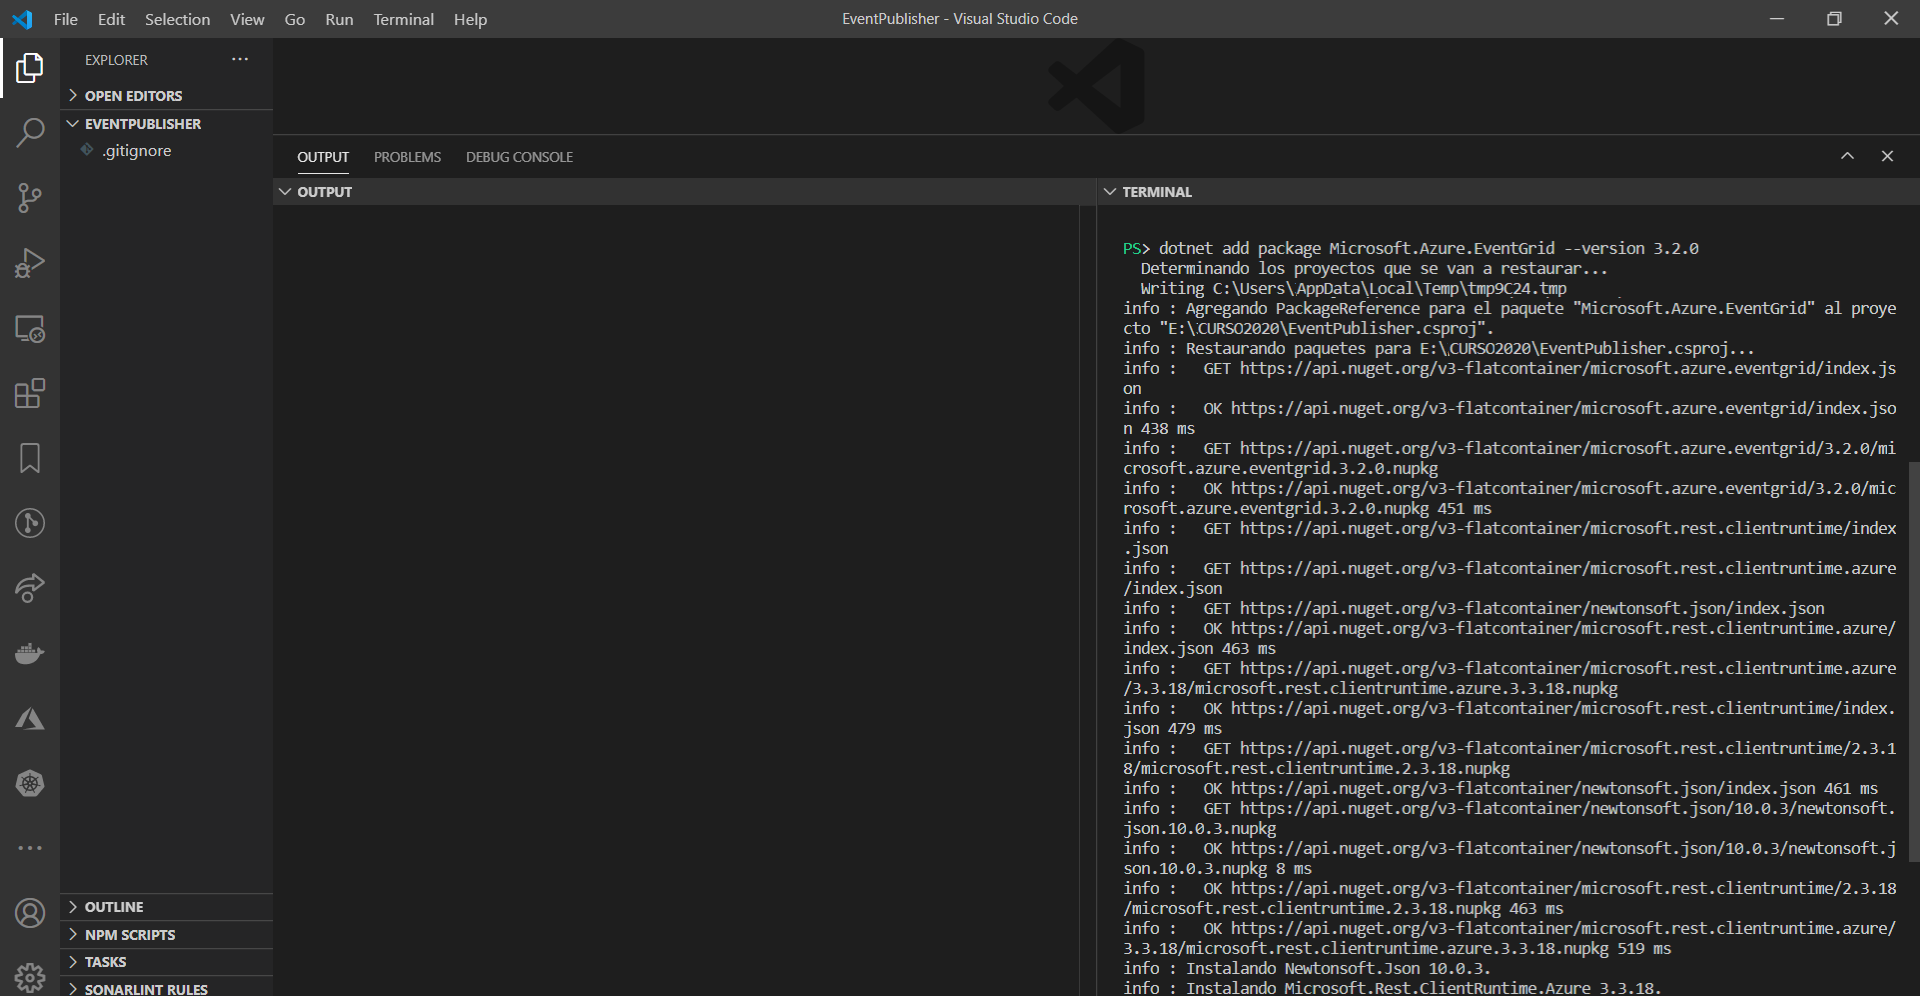 File Edit Selection View Go Run Terminal Help
EventPublisher - Visual Studio Code
EXPLORER
OPEN EDITORS
EVENTPUBLISHER
.gitignore
OUTLINE
NPM SCRIPTS
TASKS
SONARLINT RULES
OUTPUT PROBLEMS DEBUG CONSOLE
OUTPUT
TERMINAL
PS> dotnet add package Microsoft.Azure.EventGrid --version 3.2.0
Determinando los proyectos que se van a restaurar...
Writing C:\Users\AppData\Local\Temp\tmp9C24.tmp
info : Agregando PackageReference para el paquete "Microsoft.Azure.EventGrid" al proye
cto "E:\CURSO2020\EventPublisher.csproj".
info : Restaurando paquetes para E:\CURSO2020\EventPublisher.csproj...
info :   GET https://api.nuget.org/v3-flatcontainer/microsoft.azure.eventgrid/index.js
on
info :   OK https://api.nuget.org/v3-flatcontainer/microsoft.azure.eventgrid/index.jso
n 438 ms
info :   GET https://api.nuget.org/v3-flatcontainer/microsoft.azure.eventgrid/3.2.0/mi
crosoft.azure.eventgrid.3.2.0.nupkg
info :   OK https://api.nuget.org/v3-flatcontainer/microsoft.azure.eventgrid/3.2.0/mic
rosoft.azure.eventgrid.3.2.0.nupkg 451 ms
info :   GET https://api.nuget.org/v3-flatcontainer/microsoft.rest.clientruntime/index
.json
info :   GET https://api.nuget.org/v3-flatcontainer/microsoft.rest.clientruntime.azure
/index.json
info :   GET https://api.nuget.org/v3-flatcontainer/newtonsoft.json/index.json
info :   OK https://api.nuget.org/v3-flatcontainer/microsoft.rest.clientruntime.azure/
index.json 463 ms
info :   GET https://api.nuget.org/v3-flatcontainer/microsoft.rest.clientruntime.azure
/3.3.18/microsoft.rest.clientruntime.azure.3.3.18.nupkg
info :   OK https://api.nuget.org/v3-flatcontainer/microsoft.rest.clientruntime/index.
json 479 ms
info :   GET https://api.nuget.org/v3-flatcontainer/microsoft.rest.clientruntime/2.3.1
8/microsoft.rest.clientruntime.2.3.18.nupkg
info :   OK https://api.nuget.org/v3-flatcontainer/newtonsoft.json/index.json 461 ms
info :   GET https://api.nuget.org/v3-flatcontainer/newtonsoft.json/10.0.3/newtonsoft.
json.10.0.3.nupkg
info :   OK https://api.nuget.org/v3-flatcontainer/newtonsoft.json/10.0.3/newtonsoft.j
son.10.0.3.nupkg 8 ms
info :   OK https://api.nuget.org/v3-flatcontainer/microsoft.rest.clientruntime/2.3.18
/microsoft.rest.clientruntime.2.3.18.nupkg 463 ms
info :   OK https://api.nuget.org/v3-flatcontainer/microsoft.rest.clientruntime.azure/
3.3.18/microsoft.rest.clientruntime.azure.3.3.18.nupkg 519 ms
info : Instalando Newtonsoft.Json 10.0.3.
info : Instalando Microsoft.Rest.ClientRuntime.Azure 3.3.18.